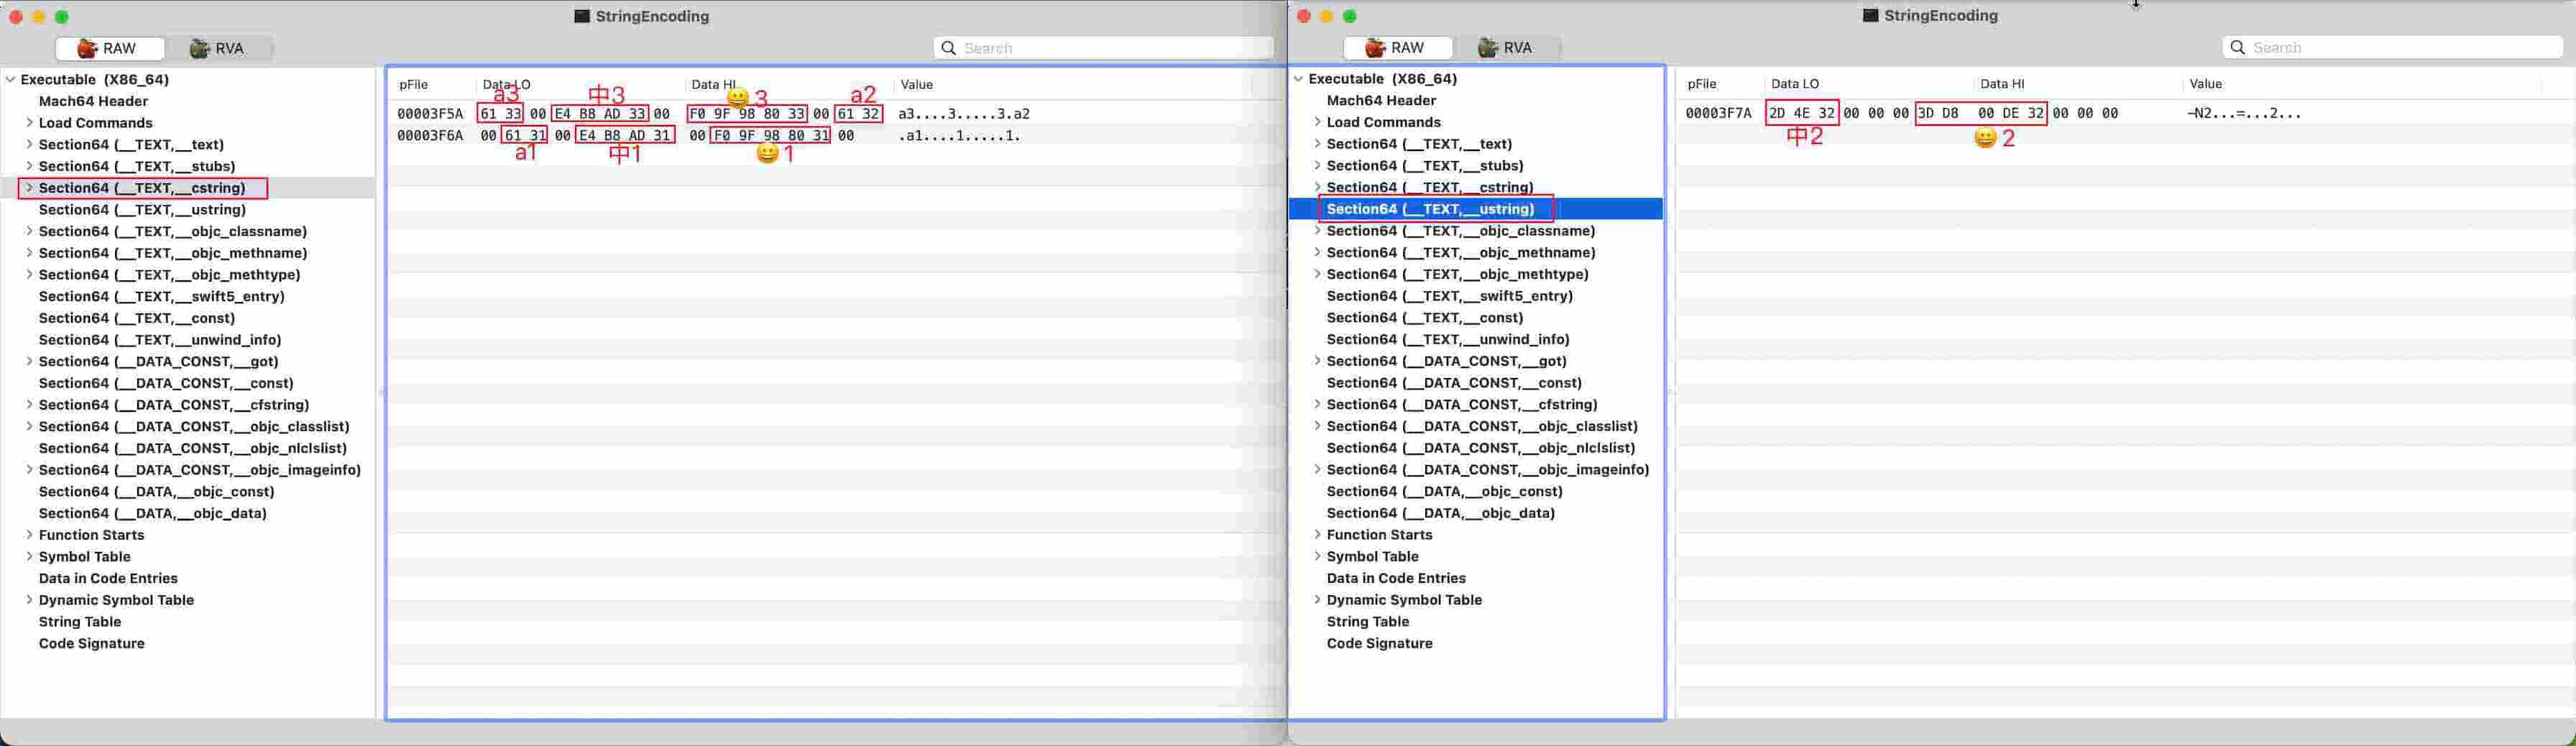 StringEncoding
RAW
RVA
Search
Executable (X86_64)
Mach64 Header
Load Commands
Section64 (__TEXT,__text)
Section64 (__TEXT,__stubs)
Section64 (__TEXT,__cstring)
Section64 (__TEXT,__ustring)
Section64 (__TEXT,__objc_classname)
Section64 (__TEXT,__objc_methname)
Section64 (__TEXT,__objc_methtype)
Section64 (__TEXT,__swift5_entry)
Section64 (__TEXT,__const)
Section64 (__TEXT,__unwind_info)
Section64 (__DATA_CONST,__got)
Section64 (__DATA_CONST,__const)
Section64 (__DATA_CONST,__cfstring)
Section64 (__DATA_CONST,__objc_classlist)
Section64 (__DATA_CONST,__objc_nlclslist)
Section64 (__DATA_CONST,__objc_imageinfo)
Section64 (__DATA,__objc_const)
Section64 (__DATA,__objc_data)
Function Starts
Symbol Table
Data in Code Entries
Dynamic Symbol Table
String Table
Code Signature
pFile Data LO Data HI Value
a3 中3 😀3 a2
00003F5A 61 33 00 E4 B8 AD 33 00 F0 9F 98 80 33 00 61 32 a3....3.....3.a2
00003F6A 00 61 31 00 E4 B8 AD 31 00 F0 9F 98 80 31 00 .a1....1.....1.
a1 中1 😀1
StringEncoding
RAW
RVA
Search
Executable (X86_64)
Mach64 Header
Load Commands
Section64 (__TEXT,__text)
Section64 (__TEXT,__stubs)
Section64 (__TEXT,__cstring)
Section64 (__TEXT,__ustring)
Section64 (__TEXT,__objc_classname)
Section64 (__TEXT,__objc_methname)
Section64 (__TEXT,__objc_methtype)
Section64 (__TEXT,__swift5_entry)
Section64 (__TEXT,__const)
Section64 (__TEXT,__unwind_info)
Section64 (__DATA_CONST,__got)
Section64 (__DATA_CONST,__const)
Section64 (__DATA_CONST,__cfstring)
Section64 (__DATA_CONST,__objc_classlist)
Section64 (__DATA_CONST,__objc_nlclslist)
Section64 (__DATA_CONST,__objc_imageinfo)
Section64 (__DATA,__objc_const)
Section64 (__DATA,__objc_data)
Function Starts
Symbol Table
Data in Code Entries
Dynamic Symbol Table
String Table
Code Signature
pFile Data LO Data HI Value
00003F7A 2D 4E 32 00 00 00 3D D8 00 DE 32 00 00 00 -N2...=...2...
中2 😀2